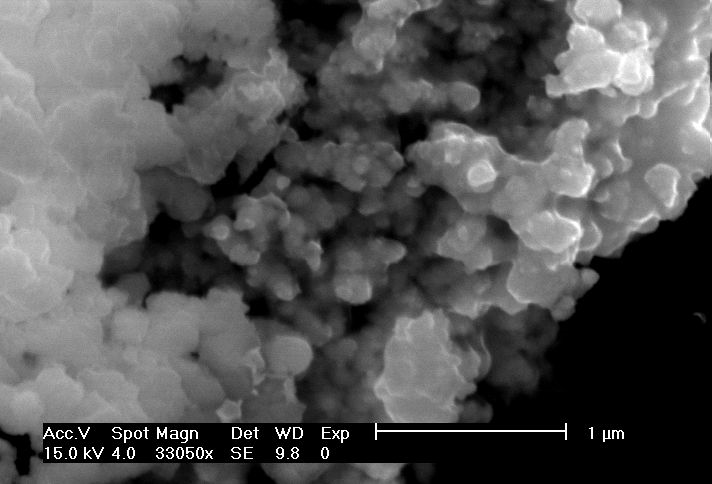 Acc.V Spot Magn Det WD Exp 1 µm
15.0 kV 4.0 33050x SE 9.8 0